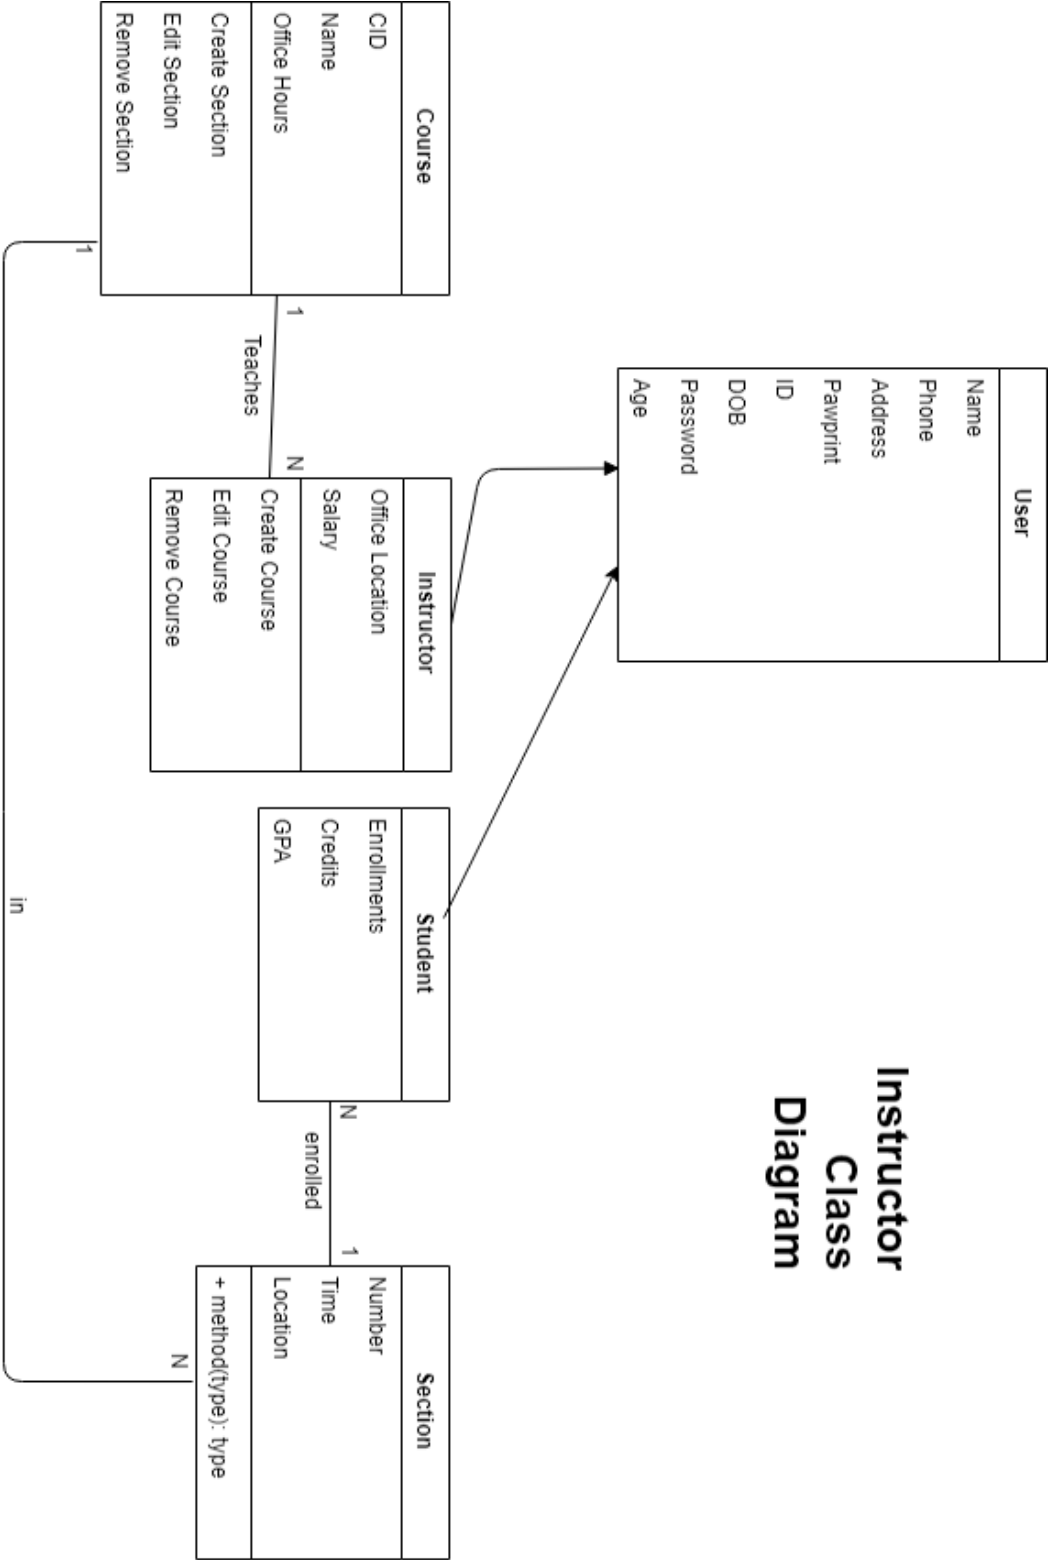 Instructor
Class
Diagram
User
Name
Phone
Address
Pawprint
ID
DOB
Password
Age
Course
CID
Name
Office Hours
Create Section
Edit Section
Remove Section
1
Teaches
N
Instructor
Office Location
Salary
Create Course
Edit Course
Remove Course
Student
Enrollments
Credits
GPA
N
enrolled
1
Section
Number
Time
Location
+ method(type): type
1
in
N